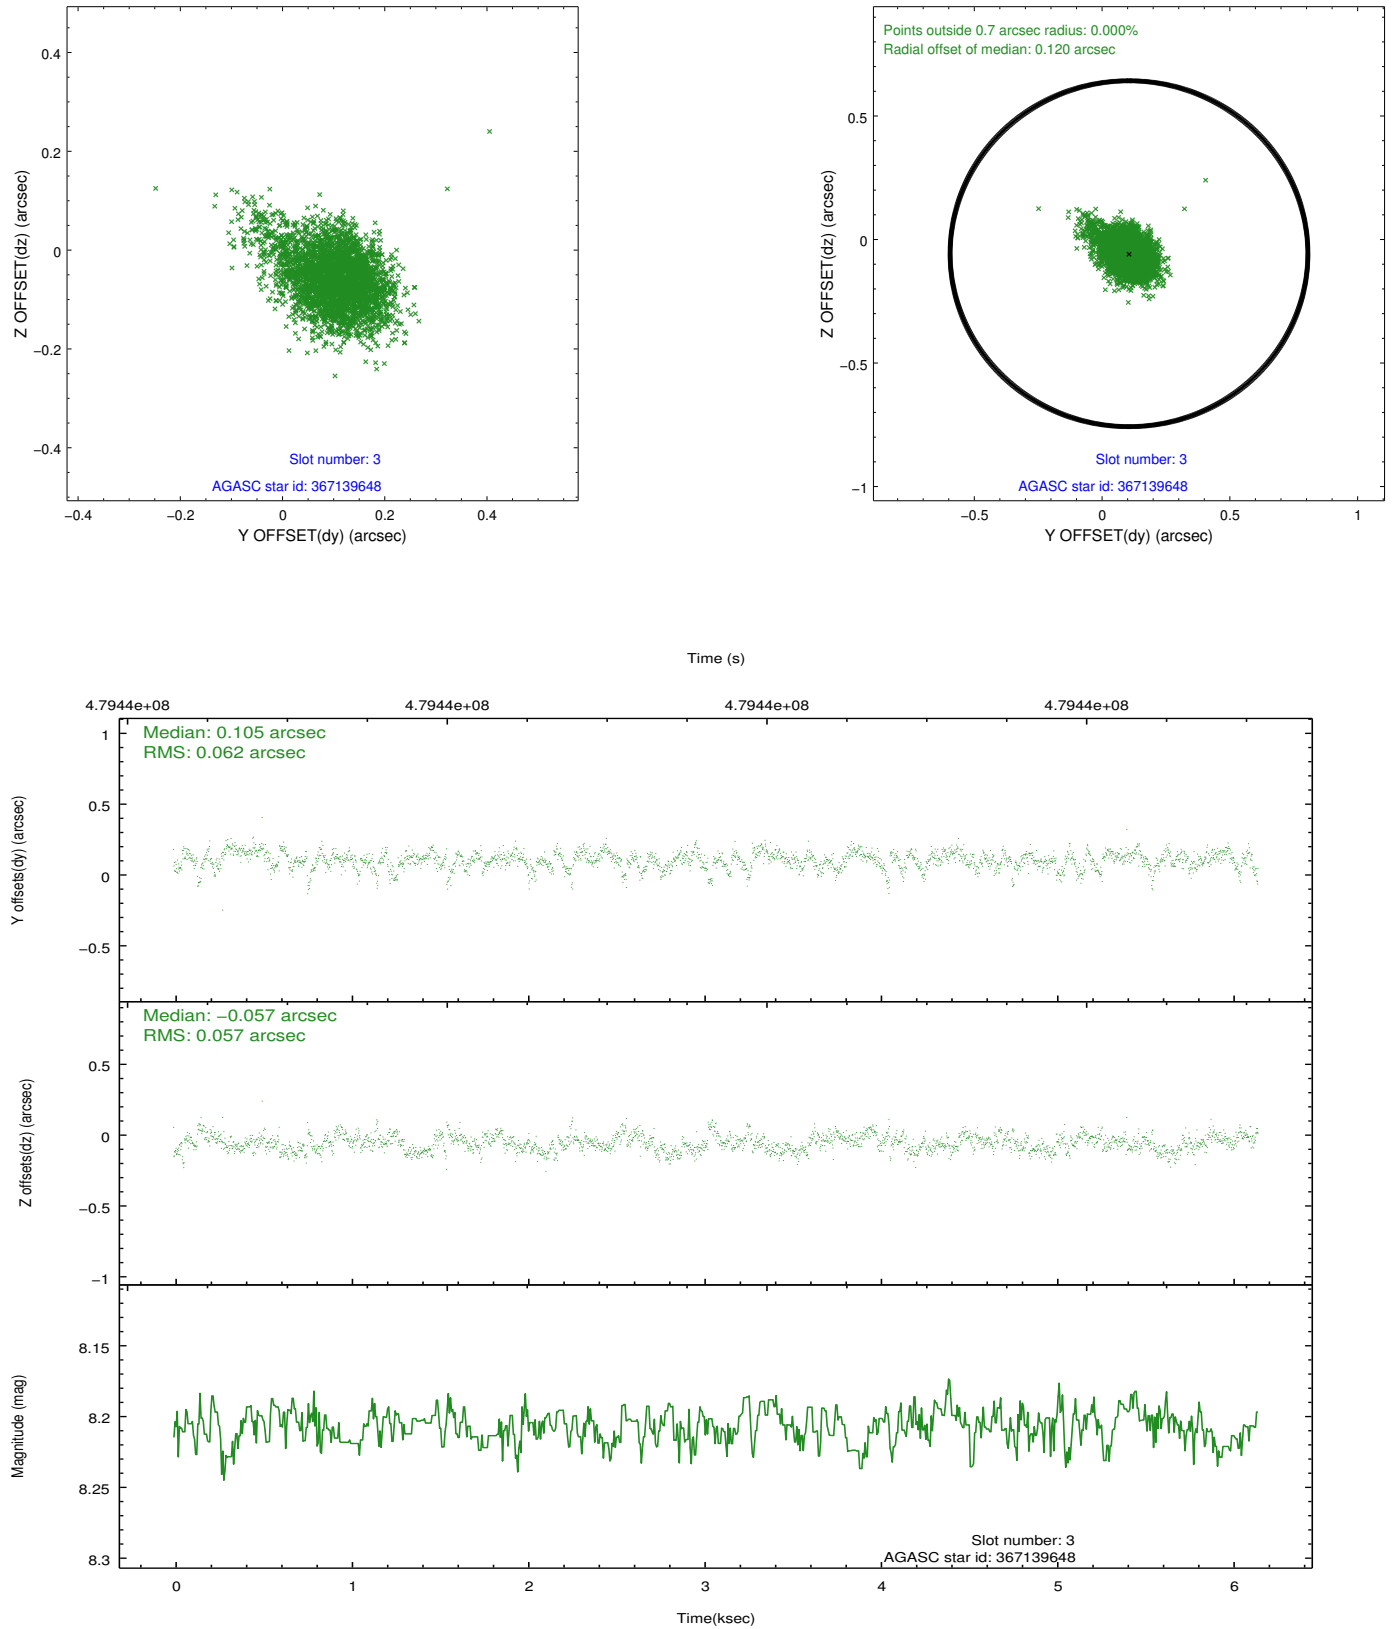 0.4
0.2
0
−0.2
−0.4
Z OFFSET(dz) (arcsec)
Slot number: 3
AGASC star id: 367139648
−0.4 −0.2 0 0.2 0.4
Y OFFSET(dy) (arcsec)
Points outside 0.7 arcsec radius: 0.000%
Radial offset of median: 0.120 arcsec
0.5
0
−0.5
−1
Z OFFSET(dz) (arcsec)
Slot number: 3
AGASC star id: 367139648
−0.5 0 0.5 1
Y OFFSET(dy) (arcsec)
Time (s)
4.7944e+08 4.7944e+08 4.7944e+08 4.7944e+08
Median: 0.105 arcsec
RMS: 0.062 arcsec
1
0.5
0
−0.5
Y offsets(dy) (arcsec)
Median: −0.057 arcsec
RMS: 0.057 arcsec
0.5
0
−0.5
−1
Z offsets(dz) (arcsec)
8.15
8.2
8.25
8.3
Magnitude (mag)
Slot number: 3
AGASC star id: 367139648
0 1 2 3 4 5 6
Time(ksec)